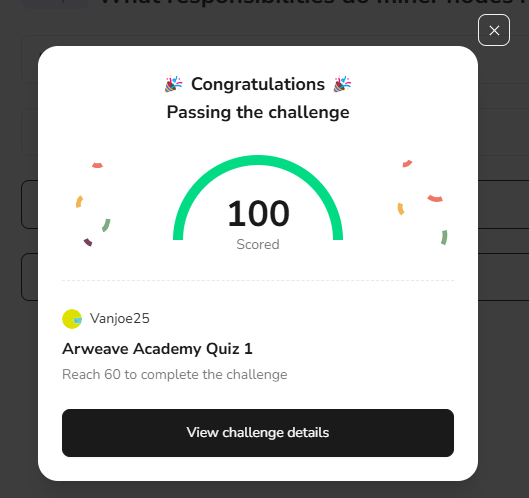 What responsibilities do miner nodes
Congratulations
Passing the challenge
100
Scored
Vanjoe25
Arweave Academy Quiz 1
Reach 60 to complete the challenge
View challenge details